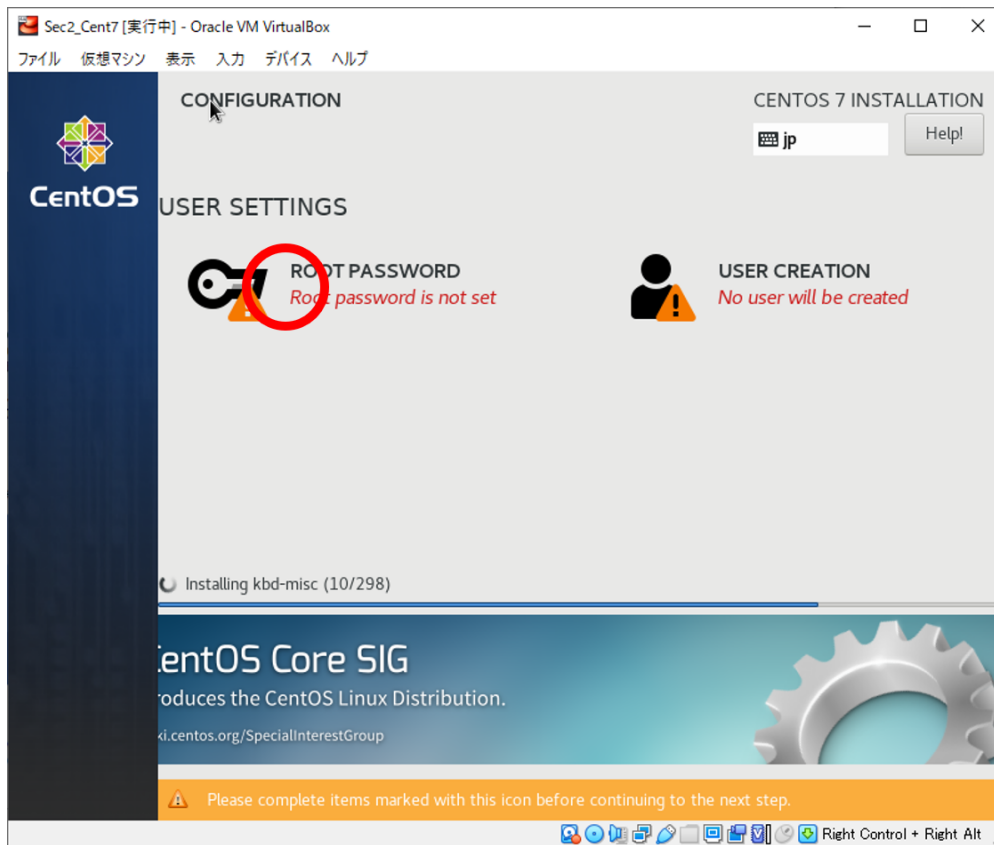 Sec2_Cent7 [実行中] - Oracle VM VirtualBox
ファイル 仮想マシン 表示 入力 デバイス ヘルプ
CentOS
CONFIGURATION
CENTOS 7 INSTALLATION
jp
Help!
USER SETTINGS
ROOT PASSWORD
Root password is not set
USER CREATION
No user will be created
Installing kbd-misc (10/298)
entOS Core SIG
roduces the CentOS Linux Distribution.
ki.centos.org/SpecialInterestGroup
Please complete items marked with this icon before continuing to the next step.
Right Control + Right Alt